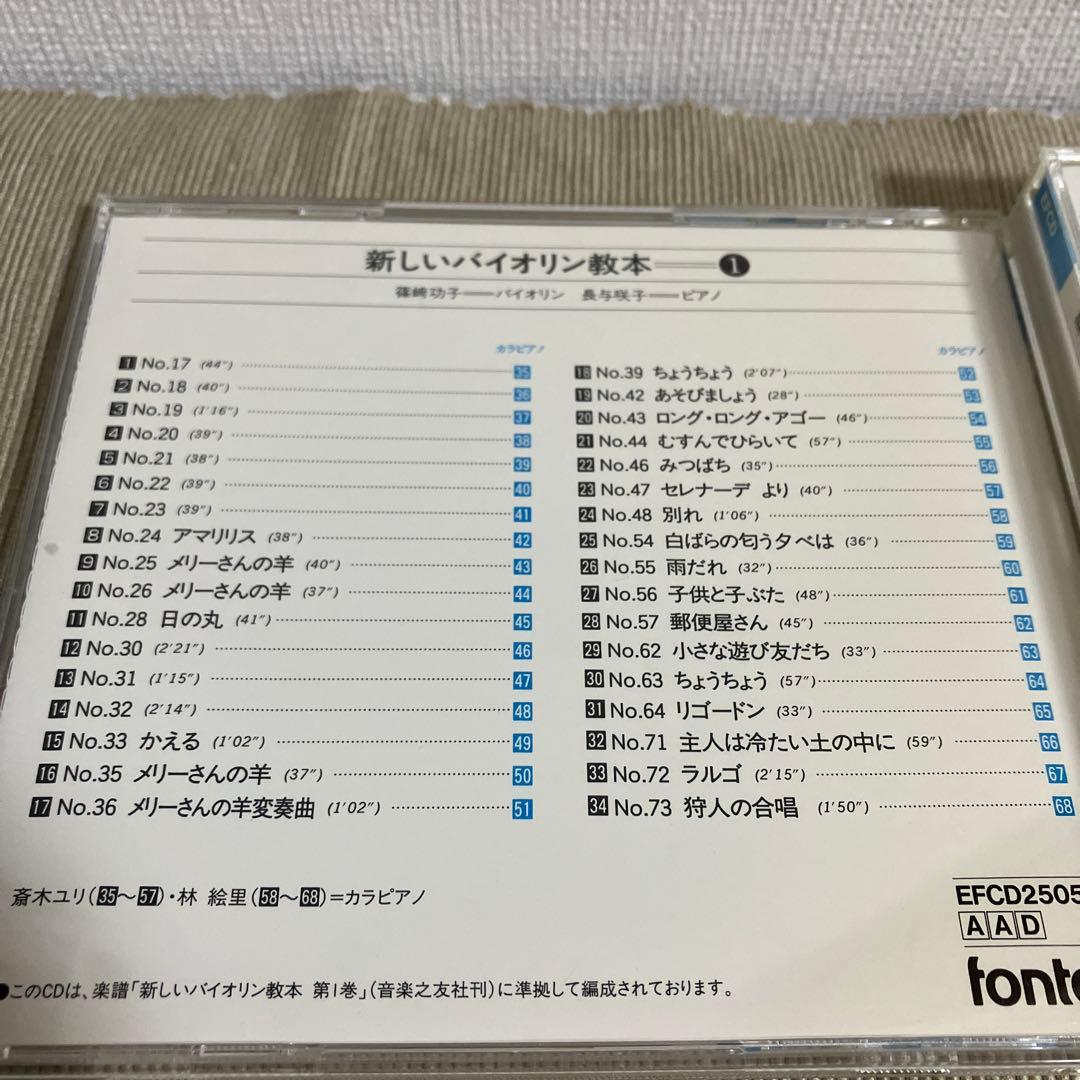 新しいバイオリン教本――❶
篠崎功子――バイオリン　長与咲子――ピアノ
カラピアノ
1 No.17 (44″) 35
2 No.18 (40″) 36
3 No.19 (1′16″) 37
4 No.20 (39″) 38
5 No.21 (38″) 39
6 No.22 (39″) 40
7 No.23 (39″) 41
8 No.24 アマリリス (38″) 42
9 No.25 メリーさんの羊 (40″) 43
10 No.26 メリーさんの羊 (37″) 44
11 No.28 日の丸 (41″) 45
12 No.30 (2′21″) 46
13 No.31 (1′15″) 47
14 No.32 (2′14″) 48
15 No.33 かえる (1′02″) 49
16 No.35 メリーさんの羊 (37″) 50
17 No.36 メリーさんの羊変奏曲 (1′02″) 51
カラピアノ
18 No.39 ちょうちょう (2′07″) 52
19 No.42 あそびましょう (28″) 53
20 No.43 ロング・ロング・アゴー (46″) 54
21 No.44 むすんでひらいて (57″) 55
22 No.46 みつばち (35″) 56
23 No.47 セレナーデ より (40″) 57
24 No.48 別れ (1′06″) 58
25 No.54 白ばらの匂う夕べは (36″) 59
26 No.55 雨だれ (32″) 60
27 No.56 子供と子ぶた (48″) 61
28 No.57 郵便屋さん (45″) 62
29 No.62 小さな遊び友だち (33″) 63
30 No.63 ちょうちょう (57″) 64
31 No.64 リゴードン (33″) 65
32 No.71 主人は冷たい土の中に (59″) 66
33 No.72 ラルゴ (2′15″) 67
34 No.73 狩人の合唱 (1′50″) 68
斎木ユリ(35～57)・林 絵里(58～68)=カラピアノ
EFCD2505
AAD
fonte
●このCDは、楽譜「新しいバイオリン教本 第1巻」(音楽之友社刊)に準拠して編成されております。
EFCD